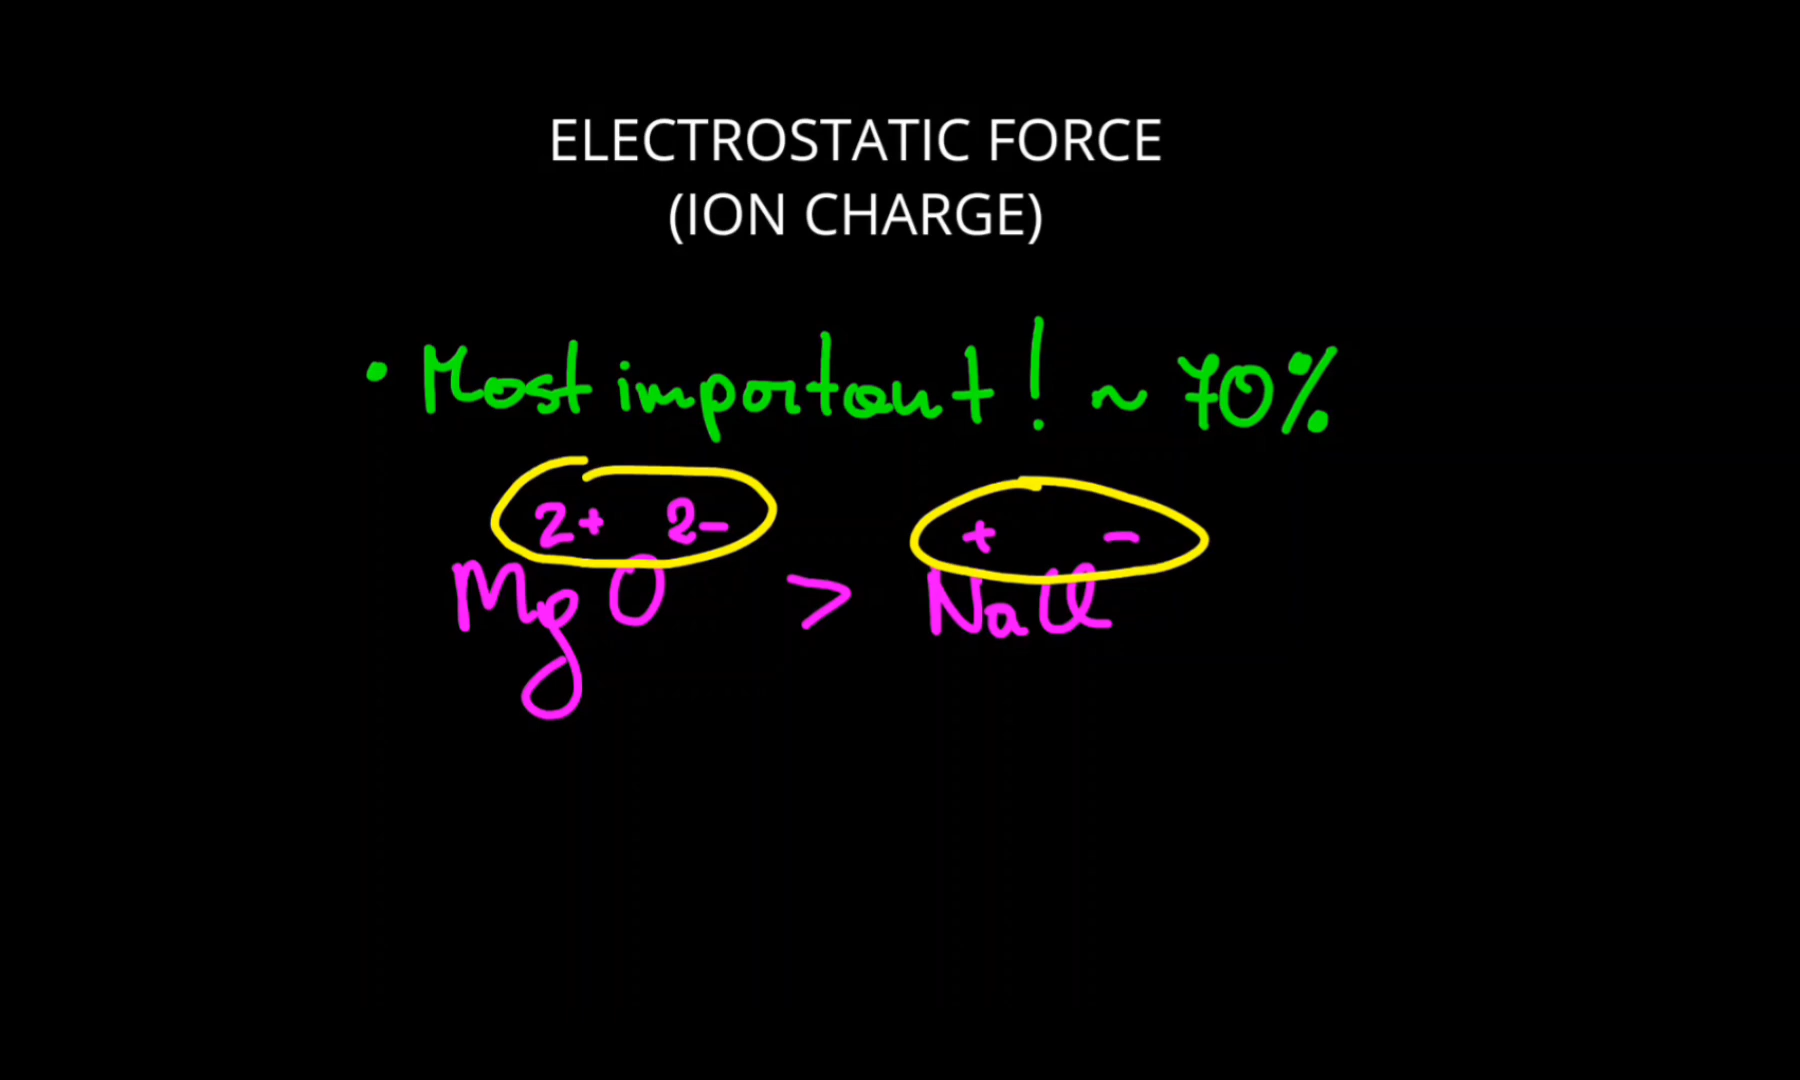 ELECTROSTATIC FORCE
(ION CHARGE)
• Most important! ~ 70%
2+ 2- + -
MgO > NaCl